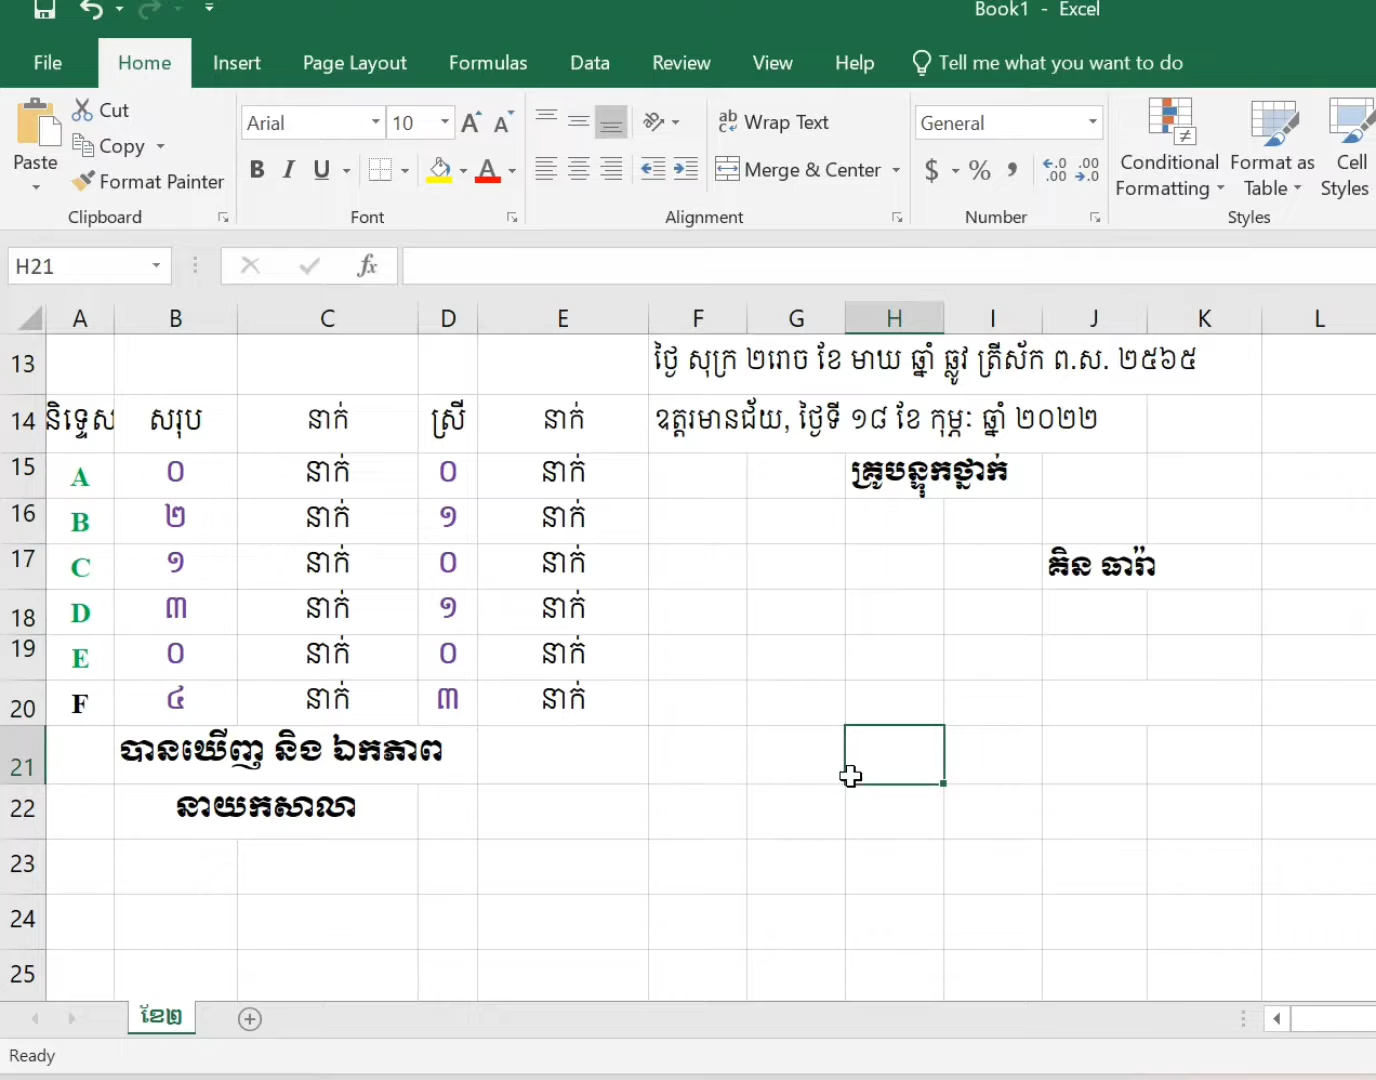 Book1 - Excel
File Home Insert Page Layout Formulas Data Review View Help Tell me what you want to do
Cut
Copy
Format Painter
Paste
Clipboard
Arial 10
B I U
Font
Wrap Text
Merge & Center
Alignment
General
$ % ,
Number
Conditional Formatting
Format as Table
Cell Styles
Styles
H21 fx
A B C D E F G H I J K L
13 ថ្ងៃ សុក្រ ២រោច ខែ មាឃ ឆ្នាំ ឆ្លូវ ត្រីស័ក ព.ស. ២៥៦៥
14 និទ្ទេស សរុប នាក់ ស្រី នាក់ ឧត្តរមានជ័យ, ថ្ងៃទី ១៨ ខែ កុម្ភៈ ឆ្នាំ ២០២២
15 A ០ នាក់ ០ នាក់ គ្រូបន្ទុកថ្នាក់
16 B ២ នាក់ ១ នាក់
17 C ១ នាក់ ០ នាក់ គិន ធារ៉ា
18 D ៣ នាក់ ១ នាក់
19 E ០ នាក់ ០ នាក់
20 F ៤ នាក់ ៣ នាក់
21 បានឃើញ និង ឯកភាព
22 នាយកសាលា
23
24
25
ខែ២
Ready